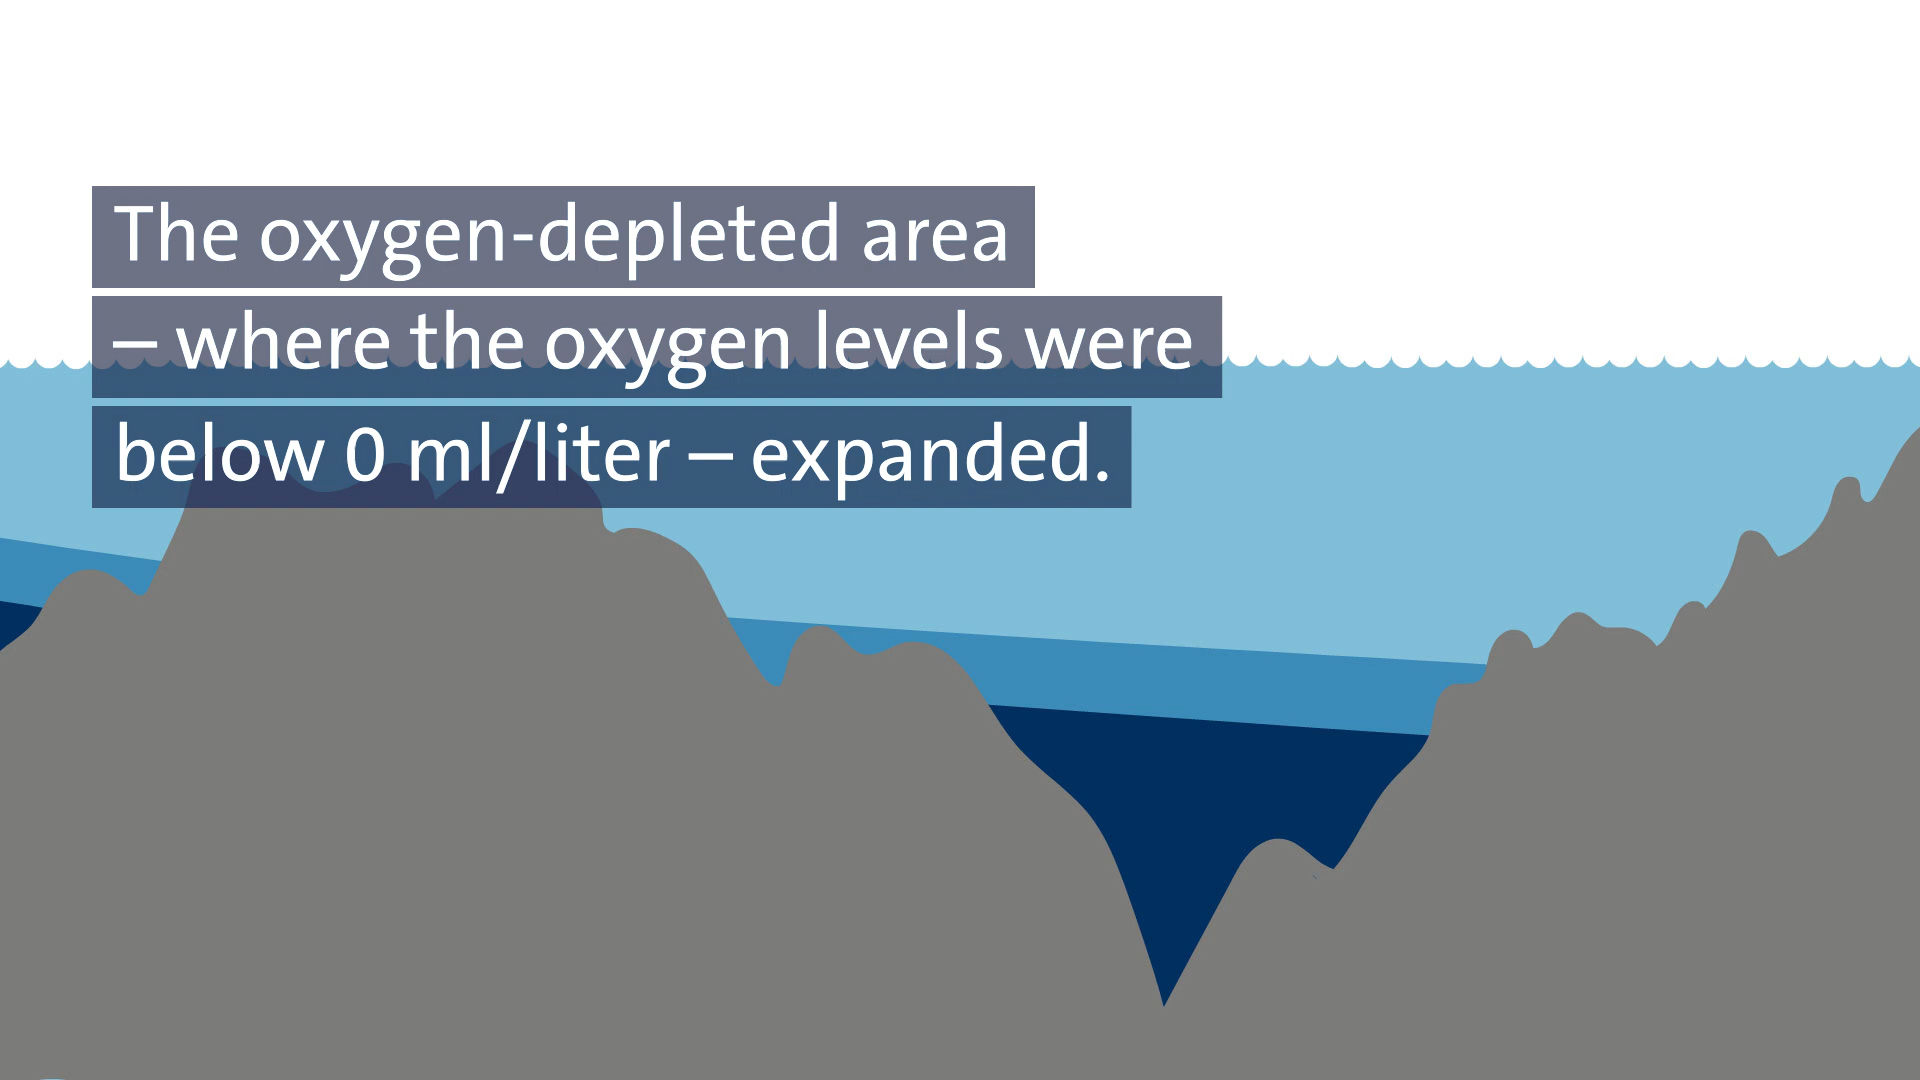 The oxygen-depleted area
– where the oxygen levels were
below 0 ml/liter – expanded.